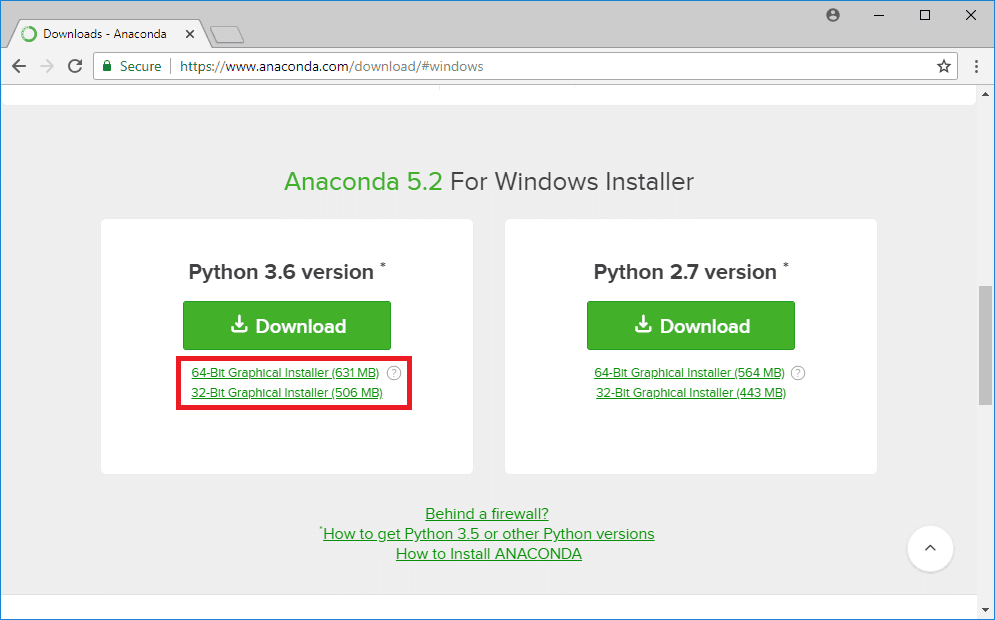 Downloads - Anaconda
Secure https://www.anaconda.com/download/#windows
Anaconda 5.2 For Windows Installer
Python 3.6 version *
Download
64-Bit Graphical Installer (631 MB) ?
32-Bit Graphical Installer (506 MB)
Python 2.7 version *
Download
64-Bit Graphical Installer (564 MB) ?
32-Bit Graphical Installer (443 MB)
Behind a firewall?
*How to get Python 3.5 or other Python versions
How to Install ANACONDA